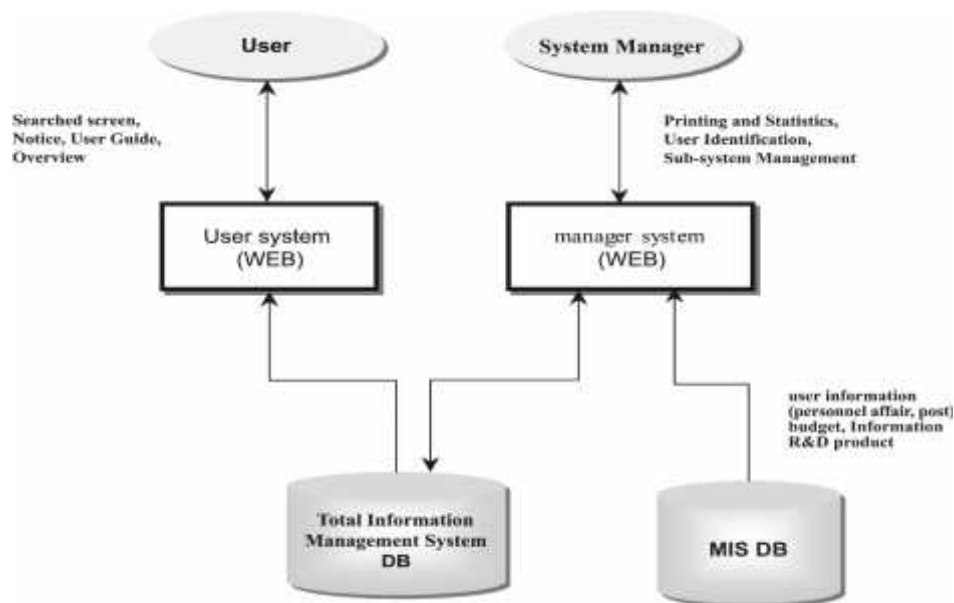 User
System Manager
Searched screen,
Notice, User Guide,
Overview
Printing and Statistics,
User Identification,
Sub-system Management
User system
(WEB)
manager system
(WEB)
user information
(personnel affair, post)
budget, Information
R&D product
Total Information
Management System
DB
MIS DB